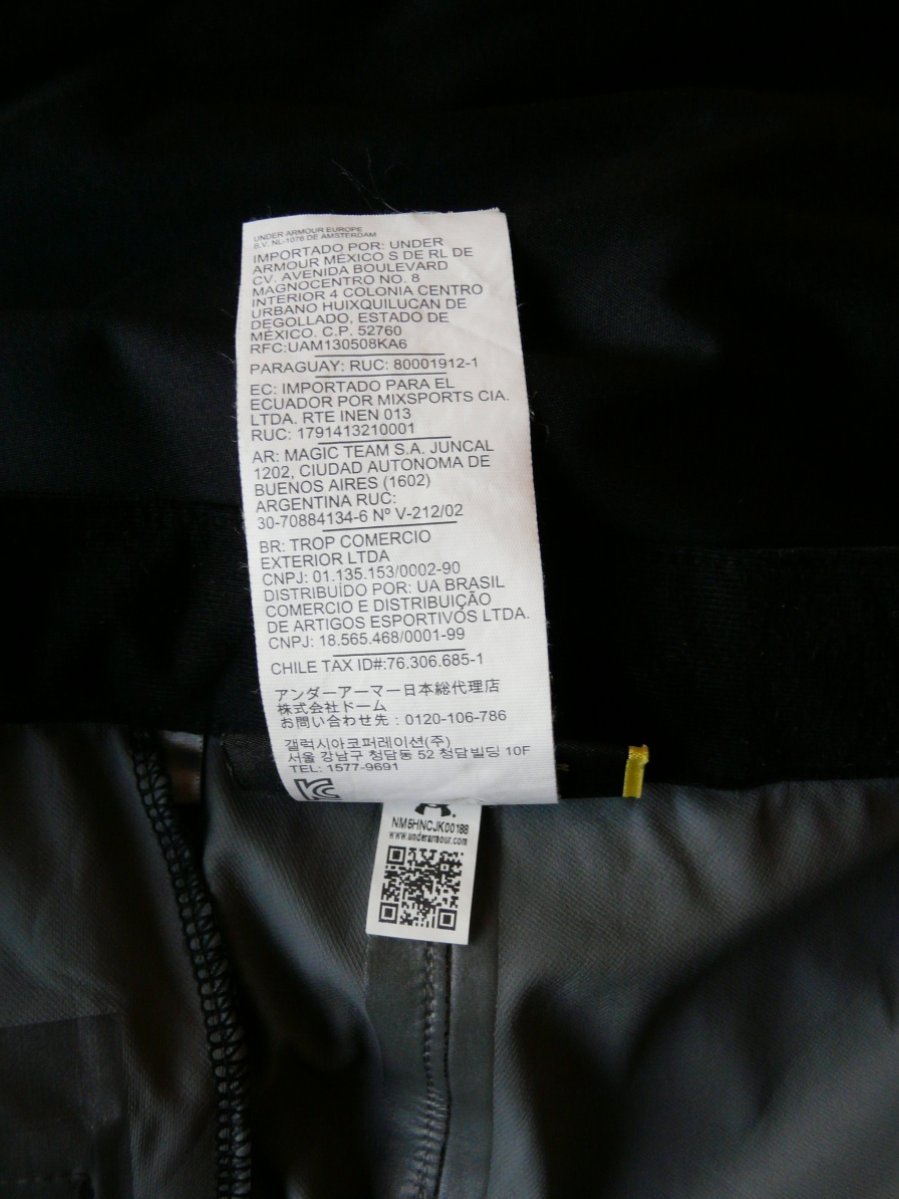 UNDER ARMOUR EUROPE
B.V. NL-1076 DE AMSTERDAM
IMPORTADO POR: UNDER
ARMOUR MÉXICO S DE RL DE
CV. AVENIDA BOULEVARD
MAGNOCENTRO NO. 8
INTERIOR 4 COLONIA CENTRO
URBANO HUIXQUILUCAN DE
DEGOLLADO, ESTADO DE
MÉXICO. C.P. 52760
RFC:UAM130508KA6
PARAGUAY: RUC: 80001912-1
EC: IMPORTADO PARA EL
ECUADOR POR MIXSPORTS CIA.
LTDA. RTE INEN 013
RUC: 1791413210001
AR: MAGIC TEAM S.A. JUNCAL
1202, CIUDAD AUTONOMA DE
BUENOS AIRES (1602)
ARGENTINA RUC:
30-70884134-6 Nº V-212/02
BR: TROP COMERCIO
EXTERIOR LTDA
CNPJ: 01.135.153/0002-90
DISTRIBUÍDO POR: UA BRASIL
COMERCIO E DISTRIBUIÇÃO
DE ARTIGOS ESPORTIVOS LTDA.
CNPJ: 18.565.468/0001-99
CHILE TAX ID#:76.306.685-1
アンダーアーマー日本総代理店
株式会社ドーム
お問い合わせ先：0120-106-786
갤럭시아코퍼레이션(주)
서울 강남구 청담동 52 청담빌딩 10F
TEL: 1577-9691
NM5HNCJK00188
www.underarmour.com